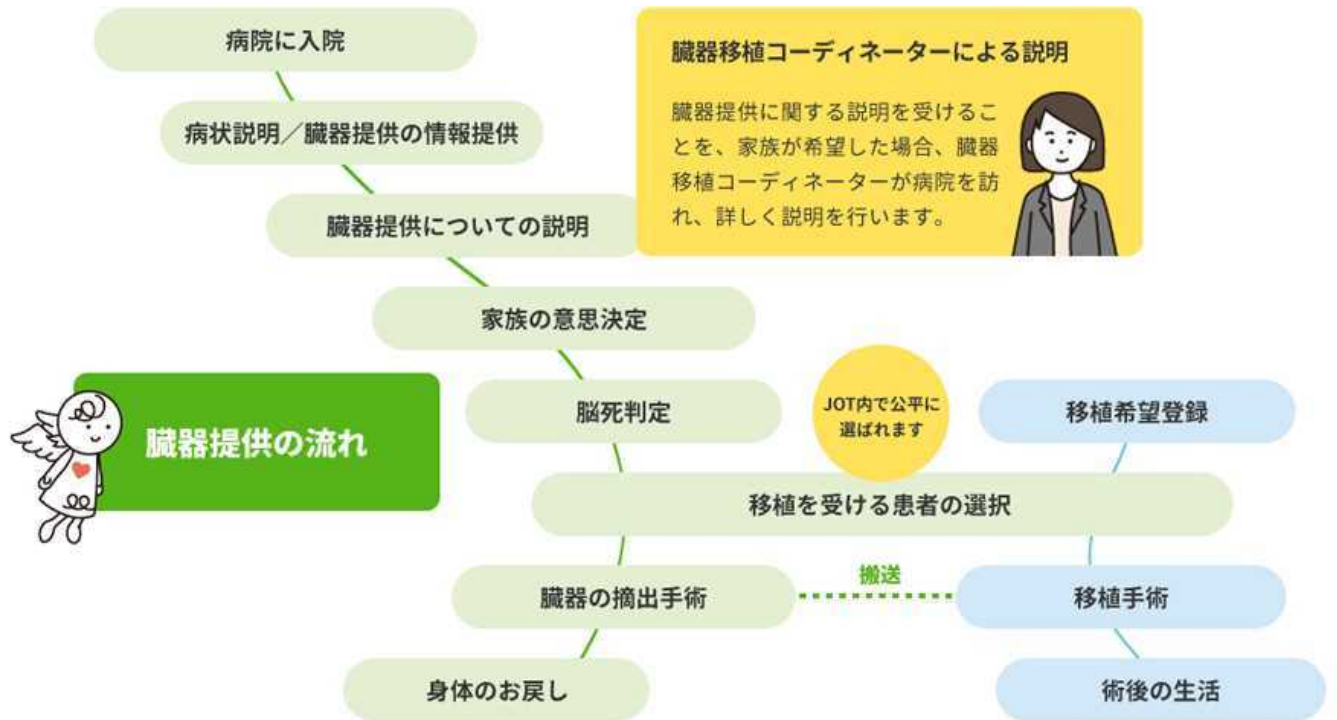 病院に入院
病状説明／臓器提供の情報提供
臓器提供についての説明
臓器移植コーディネーターによる説明
臓器提供に関する説明を受けるこ
とを、家族が希望した場合、臓器
移植コーディネーターが病院を訪
れ、詳しく説明を行います。
家族の意思決定
臓器提供の流れ
脳死判定
JOT内で公平に
選ばれます
移植希望登録
移植を受ける患者の選択
臓器の摘出手術
搬送
移植手術
身体のお戻し
術後の生活